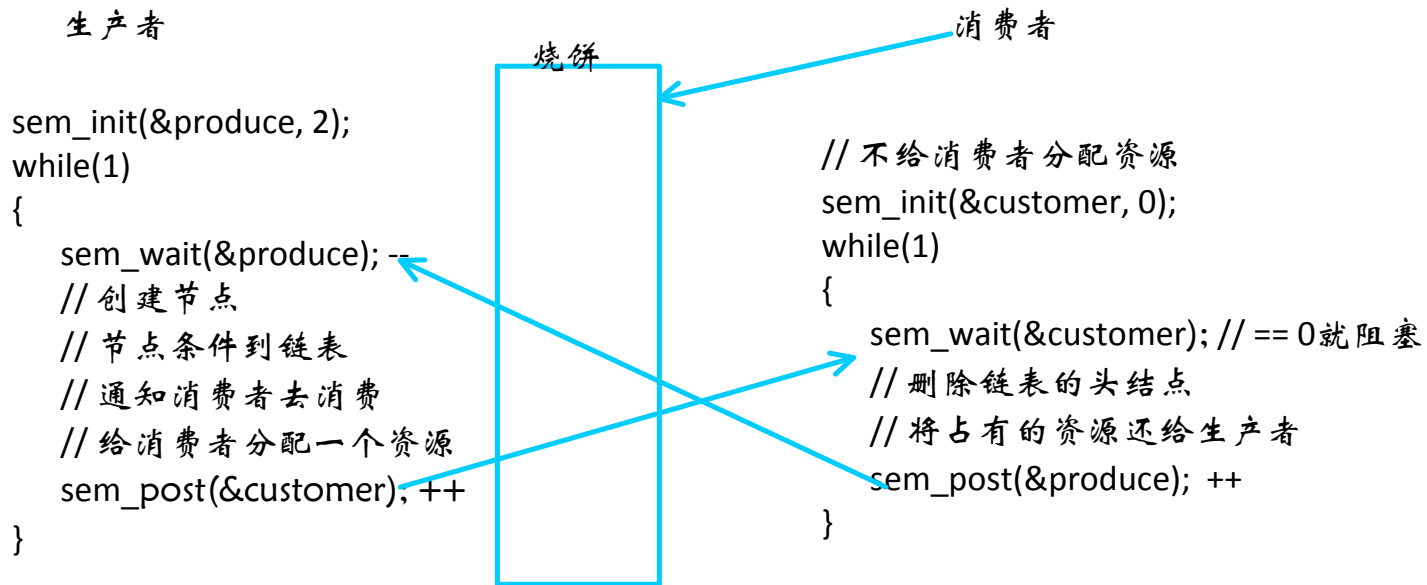 生产者
sem_init(&produce, 2);
while(1)
{
sem_wait(&produce); --
// 创建节点
// 节点条件到链表
// 通知消费者去消费
// 给消费者分配一个资源
sem_post(&customer); ++
}
烧饼
消费者
// 不给消费者分配资源
sem_init(&customer, 0);
while(1)
{
sem_wait(&customer); // == 0就阻塞
// 删除链表的头结点
// 将占有的资源还给生产者
sem_post(&produce); ++
}